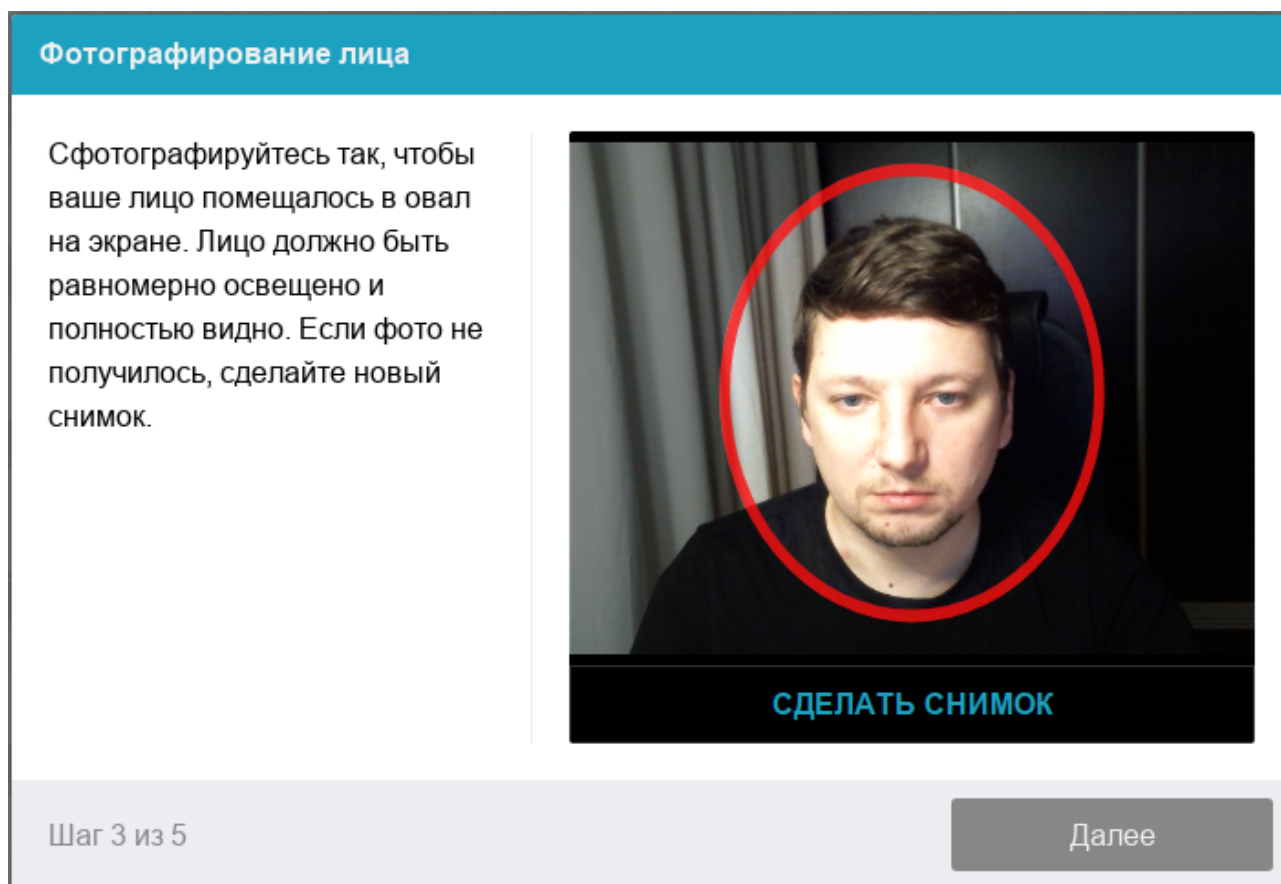 Фотографирование лица
Сфотографируйтесь так, чтобы
ваше лицо помещалось в овал
на экране. Лицо должно быть
равномерно освещено и
полностью видно. Если фото не
получилось, сделайте новый
снимок.
СДЕЛАТЬ СНИМОК
Шаг 3 из 5
Далее